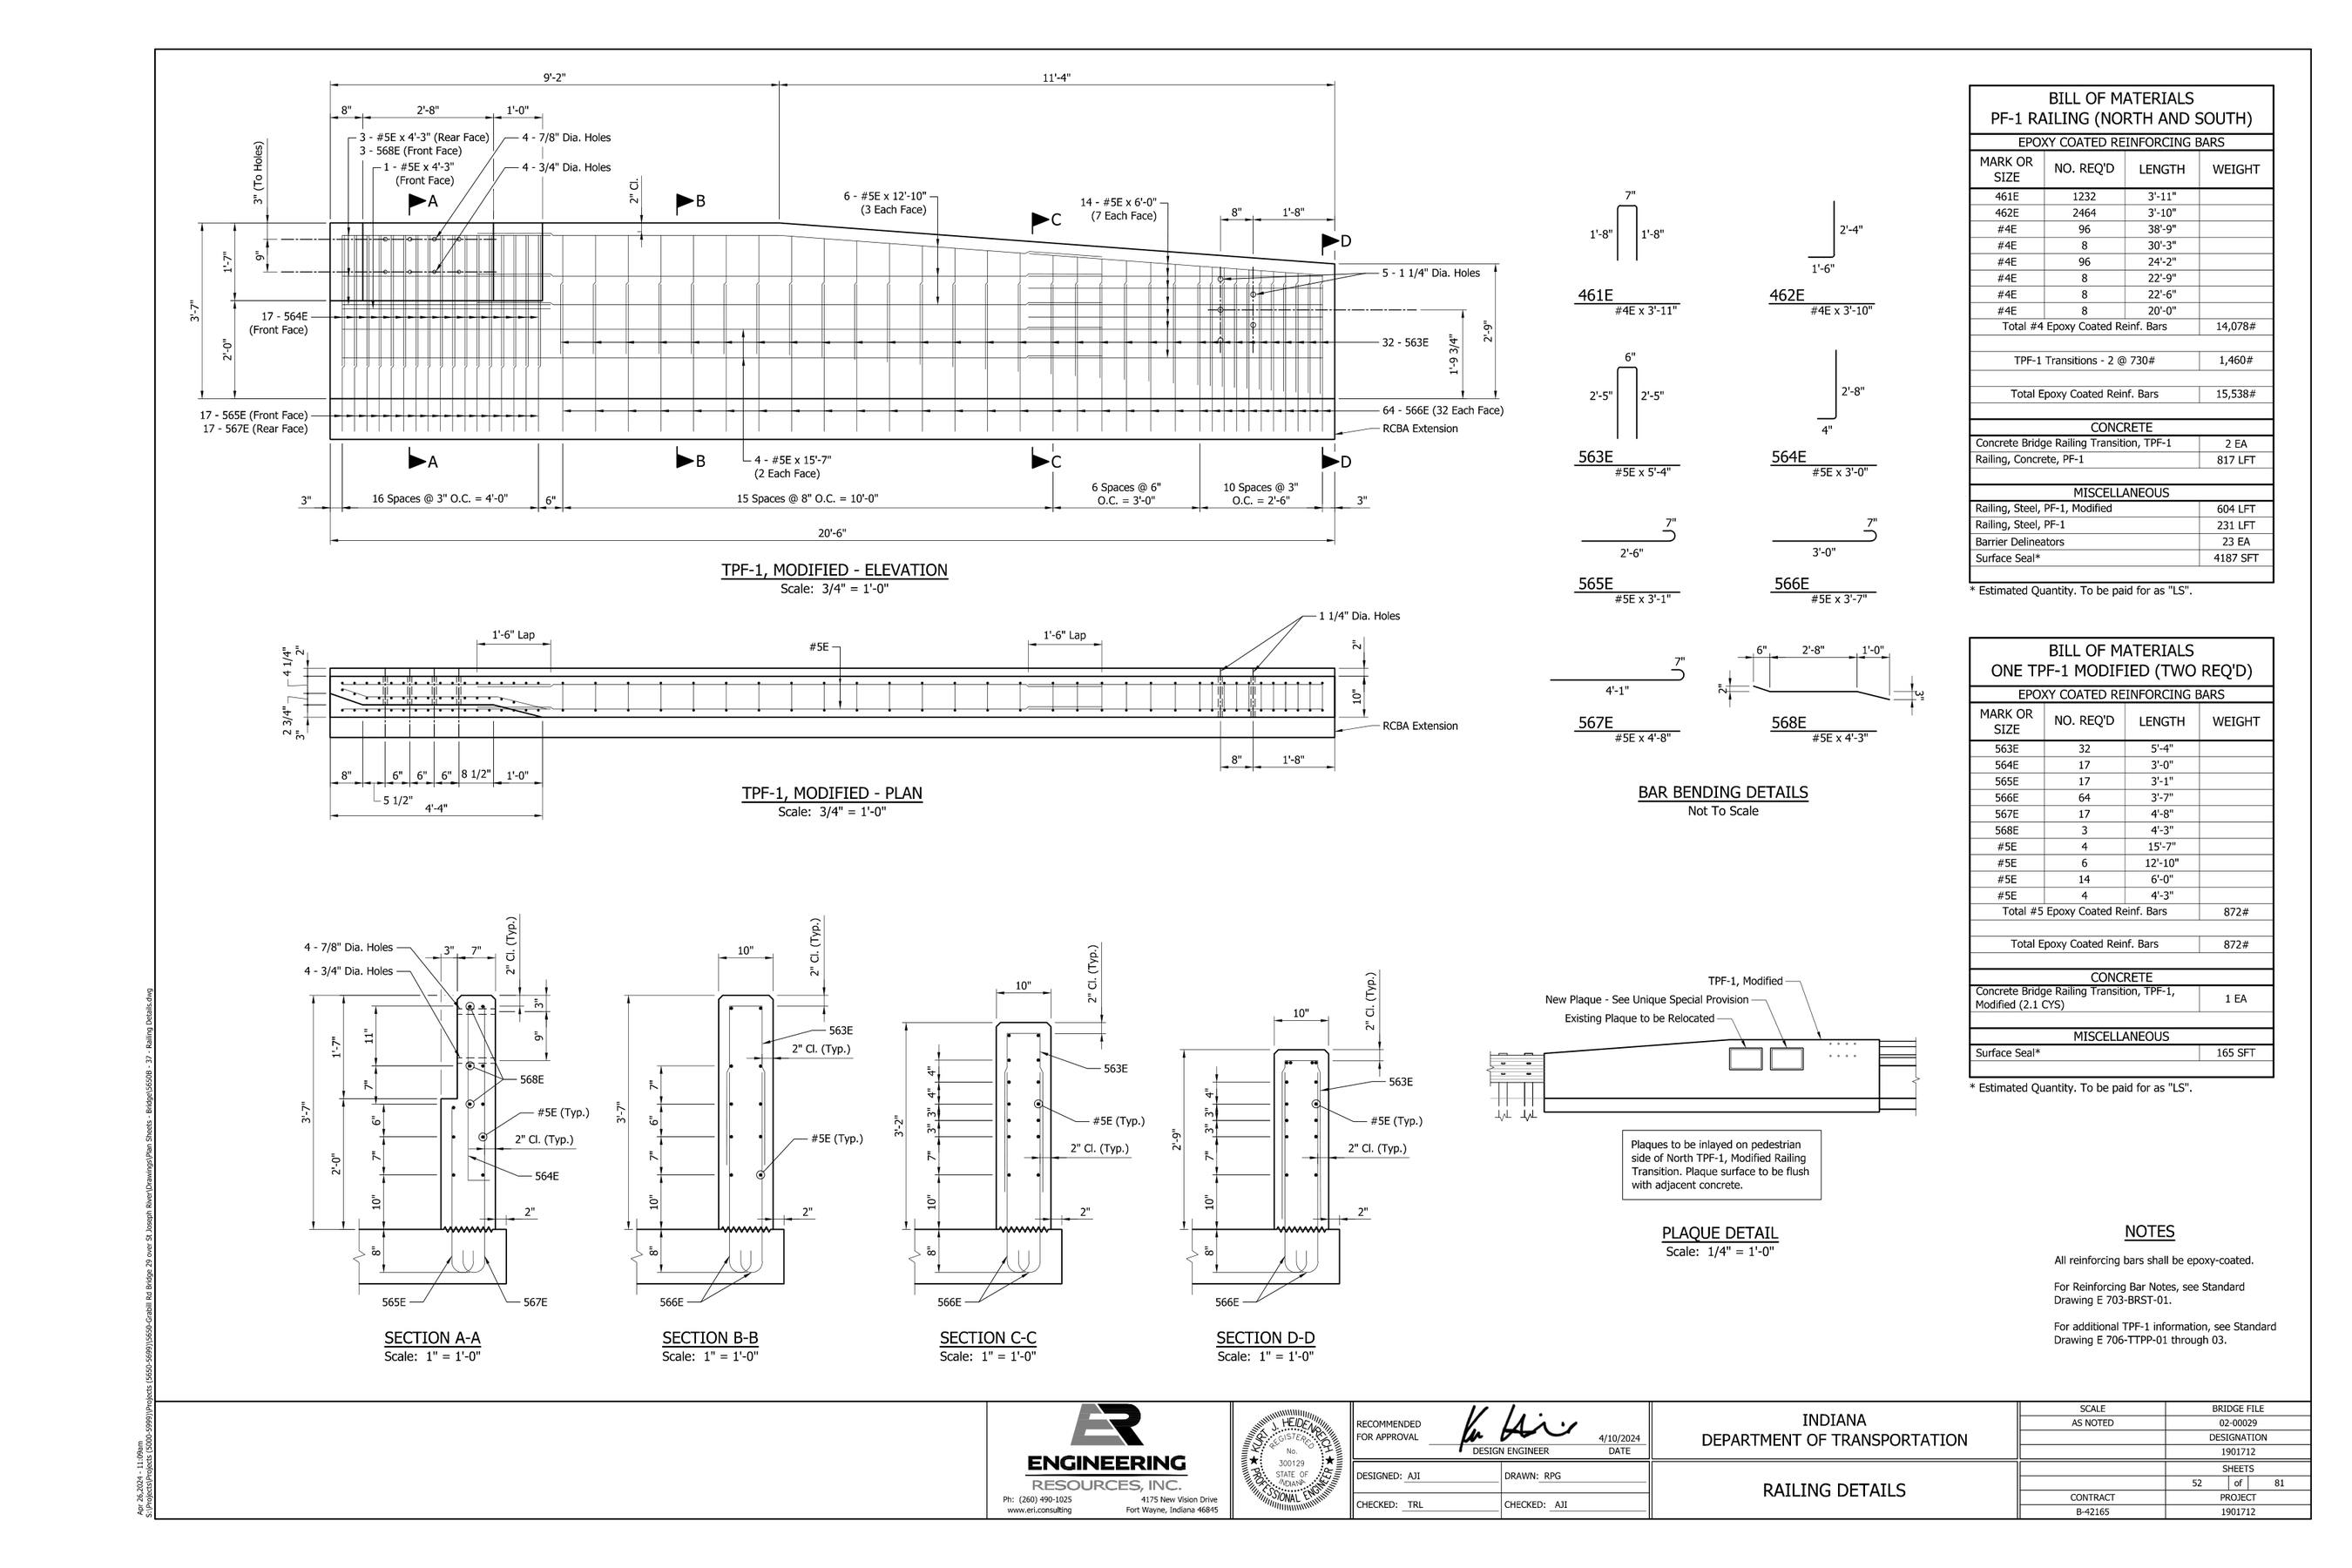 9'-2"
11'-4"
8"
2'-8"
1'-0"
3 - #5E x 4'-3" (Rear Face)
3 - 568E (Front Face)
4 - 7/8" Dia. Holes
1 - #5E x 4'-3"
(Front Face)
4 - 3/4" Dia. Holes
3" (To Holes)
2" Cl.
A
B
6 - #5E x 12'-10"
(3 Each Face)
C
14 - #5E x 6'-0"
(7 Each Face)
8"
1'-8"
D
3'-7"
1'-7"
9"
2'-0"
5 - 1 1/4" Dia. Holes
17 - 564E
(Front Face)
32 - 563E
1'-9 3/4"
2'-9"
17 - 565E (Front Face)
17 - 567E (Rear Face)
64 - 566E (32 Each Face)
RCBA Extension
A
B
4 - #5E x 15'-7"
(2 Each Face)
C
D
3"
16 Spaces @ 3" O.C. = 4'-0"
6"
15 Spaces @ 8" O.C. = 10'-0"
6 Spaces @ 6"
O.C. = 3'-0"
10 Spaces @ 3"
O.C. = 2'-6"
3"
20'-6"
TPF-1, MODIFIED - ELEVATION
Scale: 3/4" = 1'-0"
1 1/4" Dia. Holes
1'-6" Lap
#5E
1'-6" Lap
2"
4 1/4"
2 3/4"
3"
2"
10"
RCBA Extension
8"
6"
6"
6"
8 1/2"
1'-0"
5 1/2"
4'-4"
8"
1'-8"
TPF-1, MODIFIED - PLAN
Scale: 3/4" = 1'-0"
7"
1'-8"
1'-8"
461E
#4E x 3'-11"
2'-4"
1'-6"
462E
#4E x 3'-10"
6"
2'-5"
2'-5"
563E
#5E x 5'-4"
2'-8"
4"
564E
#5E x 3'-0"
7"
2'-6"
565E
#5E x 3'-1"
7"
3'-0"
566E
#5E x 3'-7"
7"
4'-1"
567E
#5E x 4'-8"
6"
2'-8"
1'-0"
2"
3"
568E
#5E x 4'-3"
BAR BENDING DETAILS
Not To Scale
BILL OF MATERIALS
PF-1 RAILING (NORTH AND SOUTH)
EPOXY COATED REINFORCING BARS
MARK OR SIZE NO. REQ'D LENGTH WEIGHT
461E 1232 3'-11"
462E 2464 3'-10"
#4E 96 38'-9"
#4E 8 30'-3"
#4E 96 24'-2"
#4E 8 22'-9"
#4E 8 22'-6"
#4E 8 20'-0"
Total #4 Epoxy Coated Reinf. Bars 14,078#
TPF-1 Transitions - 2 @ 730# 1,460#
Total Epoxy Coated Reinf. Bars 15,538#
CONCRETE
Concrete Bridge Railing Transition, TPF-1 2 EA
Railing, Concrete, PF-1 817 LFT
MISCELLANEOUS
Railing, Steel, PF-1, Modified 604 LFT
Railing, Steel, PF-1 231 LFT
Barrier Delineators 23 EA
Surface Seal* 4187 SFT
* Estimated Quantity. To be paid for as "LS".
BILL OF MATERIALS
ONE TPF-1 MODIFIED (TWO REQ'D)
EPOXY COATED REINFORCING BARS
MARK OR SIZE NO. REQ'D LENGTH WEIGHT
563E 32 5'-4"
564E 17 3'-0"
565E 17 3'-1"
566E 64 3'-7"
567E 17 4'-8"
568E 3 4'-3"
#5E 4 15'-7"
#5E 6 12'-10"
#5E 14 6'-0"
#5E 4 4'-3"
Total #5 Epoxy Coated Reinf. Bars 872#
Total Epoxy Coated Reinf. Bars 872#
CONCRETE
Concrete Bridge Railing Transition, TPF-1,
Modified (2.1 CYS) 1 EA
MISCELLANEOUS
Surface Seal* 165 SFT
* Estimated Quantity. To be paid for as "LS".
4 - 7/8" Dia. Holes
4 - 3/4" Dia. Holes
3"
7"
2" Cl. (Typ.)
3"
9"
3'-7"
1'-7"
2'-0"
11"
7"
6"
7"
10"
8"
568E
#5E (Typ.)
2" Cl. (Typ.)
564E
2"
565E
567E
SECTION A-A
Scale: 1" = 1'-0"
10"
2" Cl. (Typ.)
563E
2" Cl. (Typ.)
3'-7"
7"
6"
7"
10"
8"
#5E (Typ.)
2"
566E
SECTION B-B
Scale: 1" = 1'-0"
10"
2" Cl. (Typ.)
563E
3'-2"
4"
4"
3"
3"
7"
10"
8"
#5E (Typ.)
2" Cl. (Typ.)
2"
566E
SECTION C-C
Scale: 1" = 1'-0"
10"
2" Cl. (Typ.)
563E
2'-9"
4"
4"
3"
3"
7"
10"
8"
#5E (Typ.)
2" Cl. (Typ.)
2"
566E
SECTION D-D
Scale: 1" = 1'-0"
TPF-1, Modified
New Plaque - See Unique Special Provision
Existing Plaque to be Relocated
Plaques to be inlayed on pedestrian
side of North TPF-1, Modified Railing
Transition. Plaque surface to be flush
with adjacent concrete.
PLAQUE DETAIL
Scale: 1/4" = 1'-0"
NOTES
All reinforcing bars shall be epoxy-coated.
For Reinforcing Bar Notes, see Standard
Drawing E 703-BRST-01.
For additional TPF-1 information, see Standard
Drawing E 706-TTPP-01 through 03.
Apr 26,2024 - 11:09am
S:\Projects\Projects (5000-5999)\Projects (5650-5699)\5650-Grabill Rd Bridge 29 over St Joseph River\Drawings\Plan Sheets - Bridge\5650B - 37 - Railing Details.dwg
ER
ENGINEERING
RESOURCES, INC.
Ph: (260) 490-1025
www.eri.consulting
4175 New Vision Drive
Fort Wayne, Indiana 46845
KURT J. HEIDENREICH
REGISTERED
No.
300129
STATE OF
INDIANA
PROFESSIONAL ENGINEER
RECOMMENDED
FOR APPROVAL
4/10/2024
DESIGN ENGINEER DATE
DESIGNED: AJI
DRAWN: RPG
CHECKED: TRL
CHECKED: AJI
INDIANA
DEPARTMENT OF TRANSPORTATION
RAILING DETAILS
SCALE
AS NOTED
BRIDGE FILE
02-00029
DESIGNATION
1901712
SHEETS
52 of 81
CONTRACT
B-42165
PROJECT
1901712